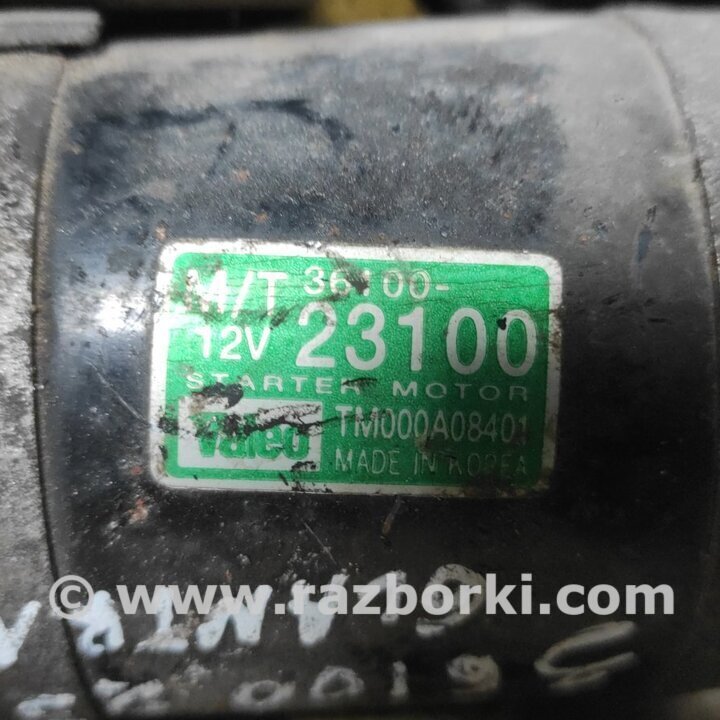 M/T 36100-
12V 23100
STARTER MOTOR
Valeo TM000A08401
MADE IN KOREA
© www.razborki.com